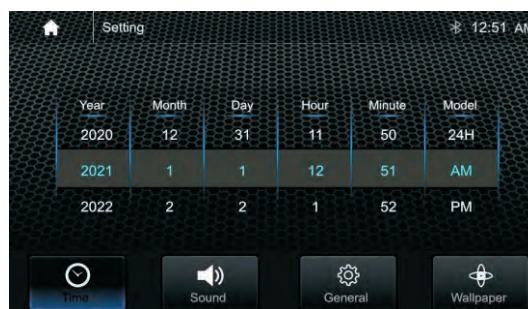 Setting 12:51 AM
Year Month Day Hour Minute Model
2020 12 31 11 50 24H
2021 1 1 12 51 AM
2022 2 2 1 52 PM
Time Sound General Wallpaper